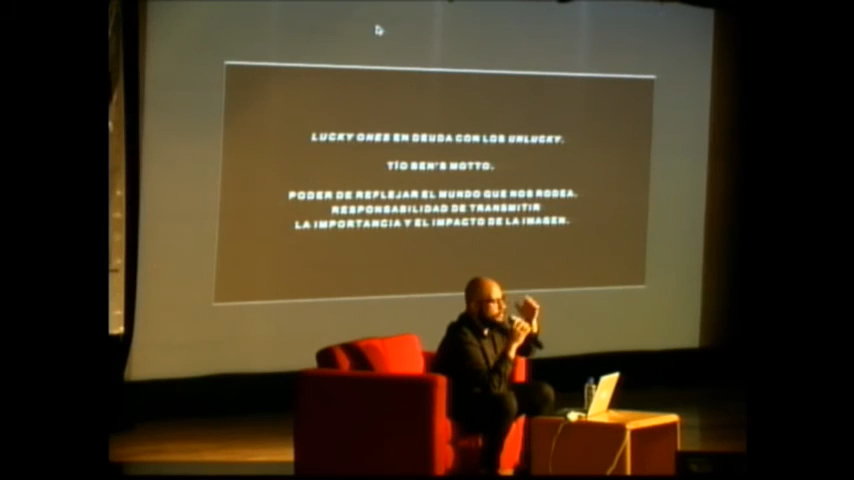 LUCKY ONES EN DEUDA CON LOS UNLUCKY.
TÍO BEN'S MOTTO.
PODER DE REFLEJAR EL MUNDO QUE NOS RODEA.
RESPONSABILIDAD DE TRANSMITIR
LA IMPORTANCIA Y EL IMPACTO DE LA IMAGEN.